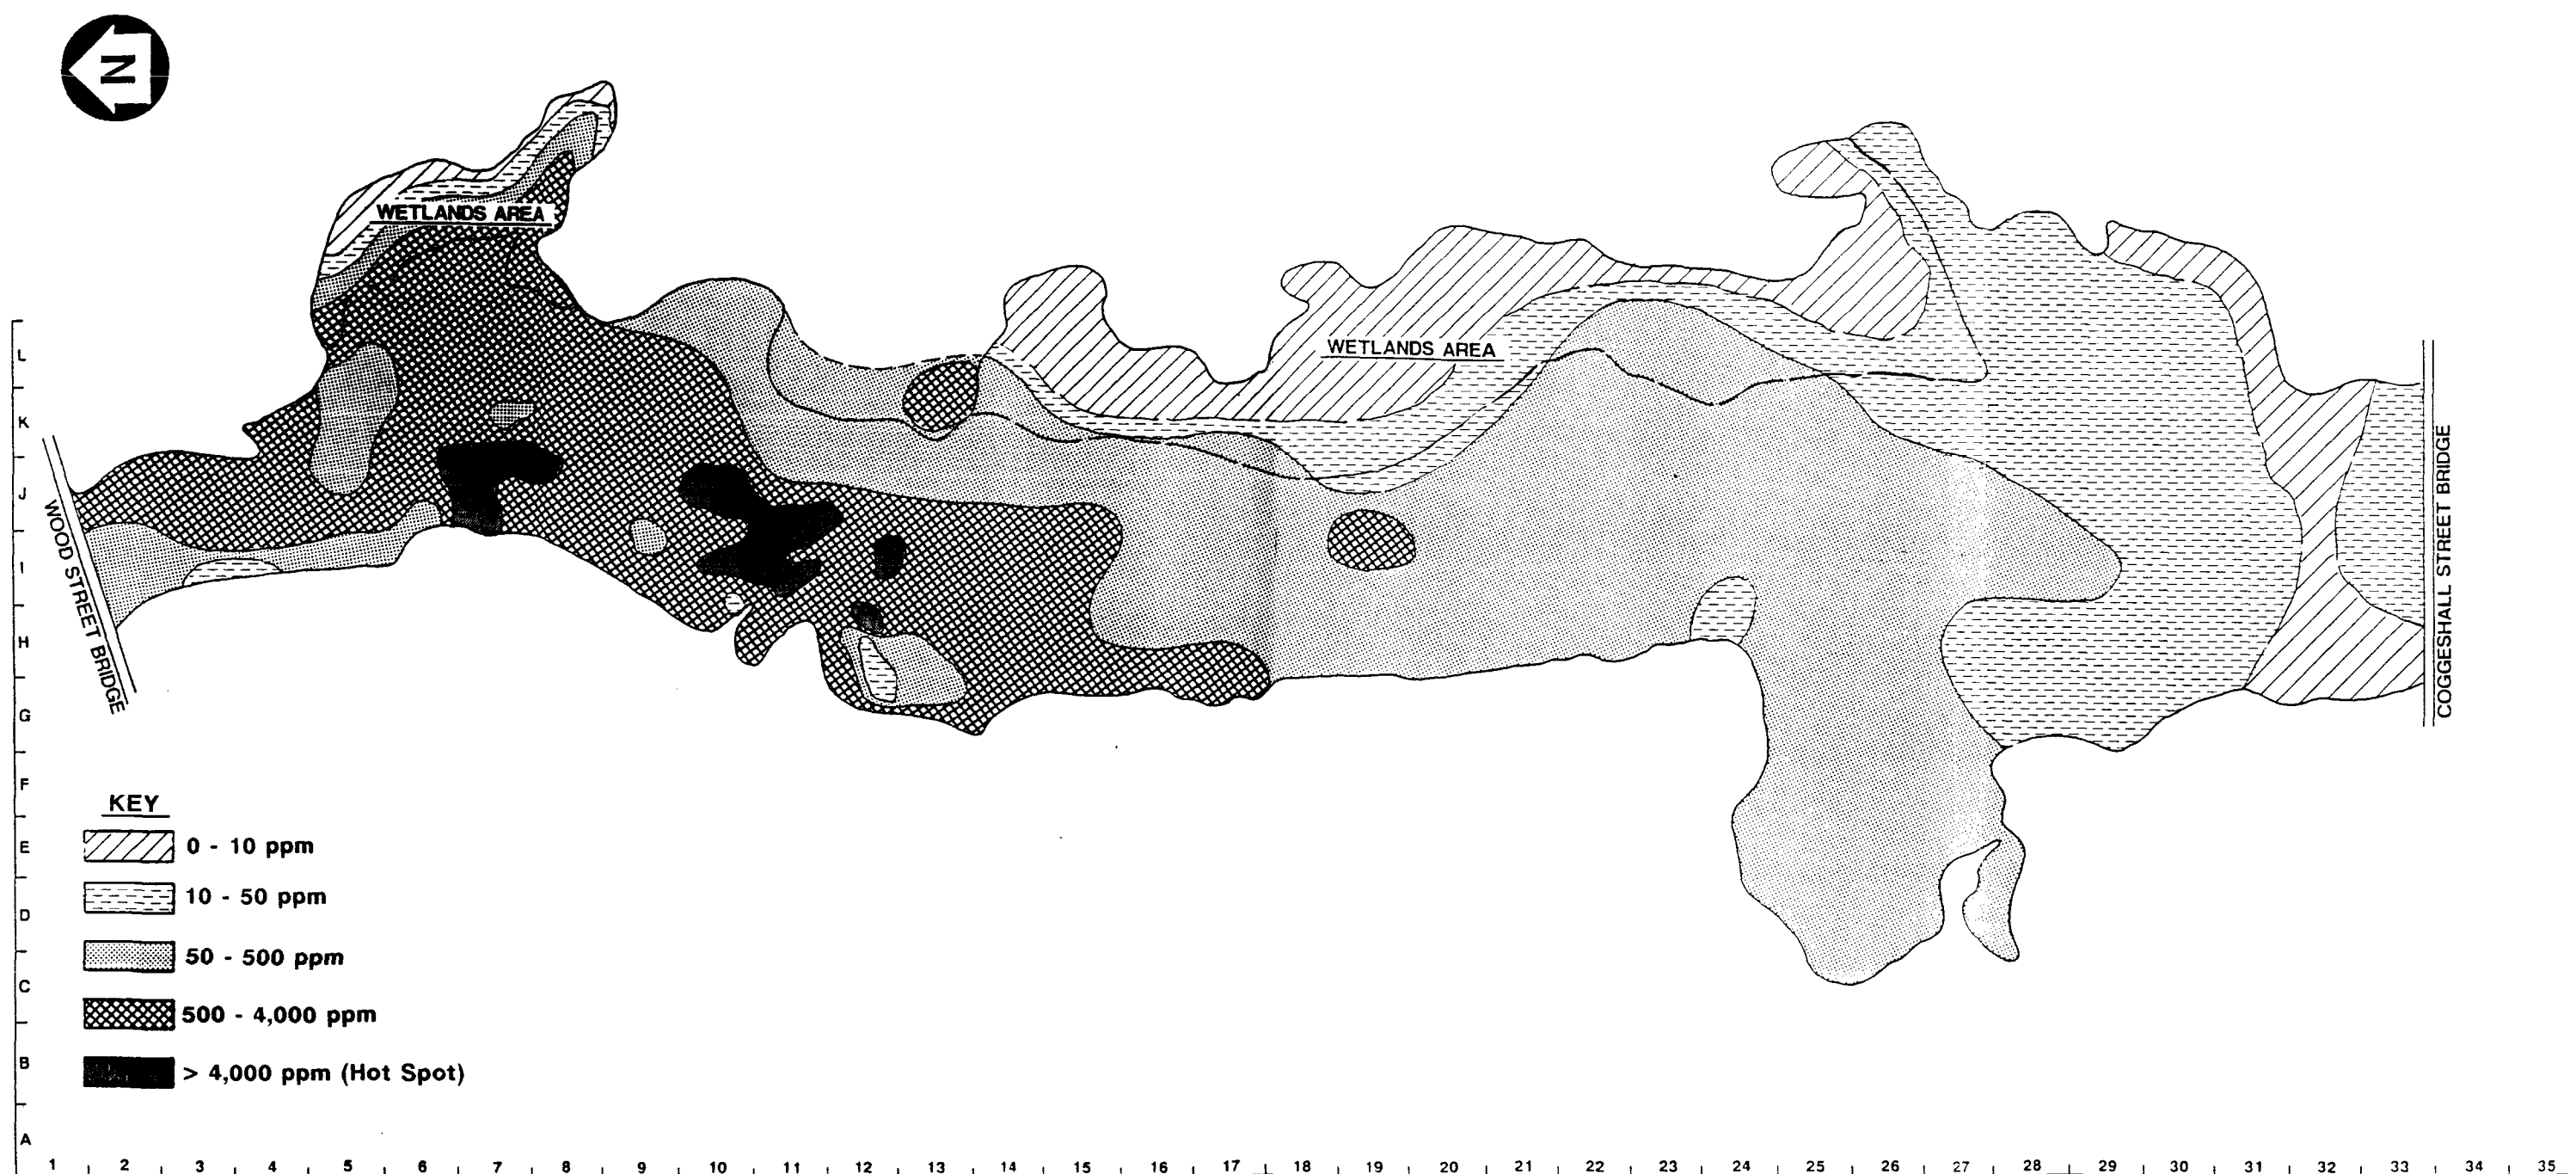 N
WETLANDS AREA
WETLANDS AREA
L
K
J
I
H
G
F
E
D
C
B
A
WOOD STREET BRIDGE
COGGESHALL STREET BRIDGE
KEY
0 - 10 ppm
10 - 50 ppm
50 - 500 ppm
500 - 4,000 ppm
> 4,000 ppm (Hot Spot)
1 2 3 4 5 6 7 8 9 10 11 12 13 14 15 16 17 18 19 20 21 22 23 24 25 26 27 28 29 30 31 32 33 34 35